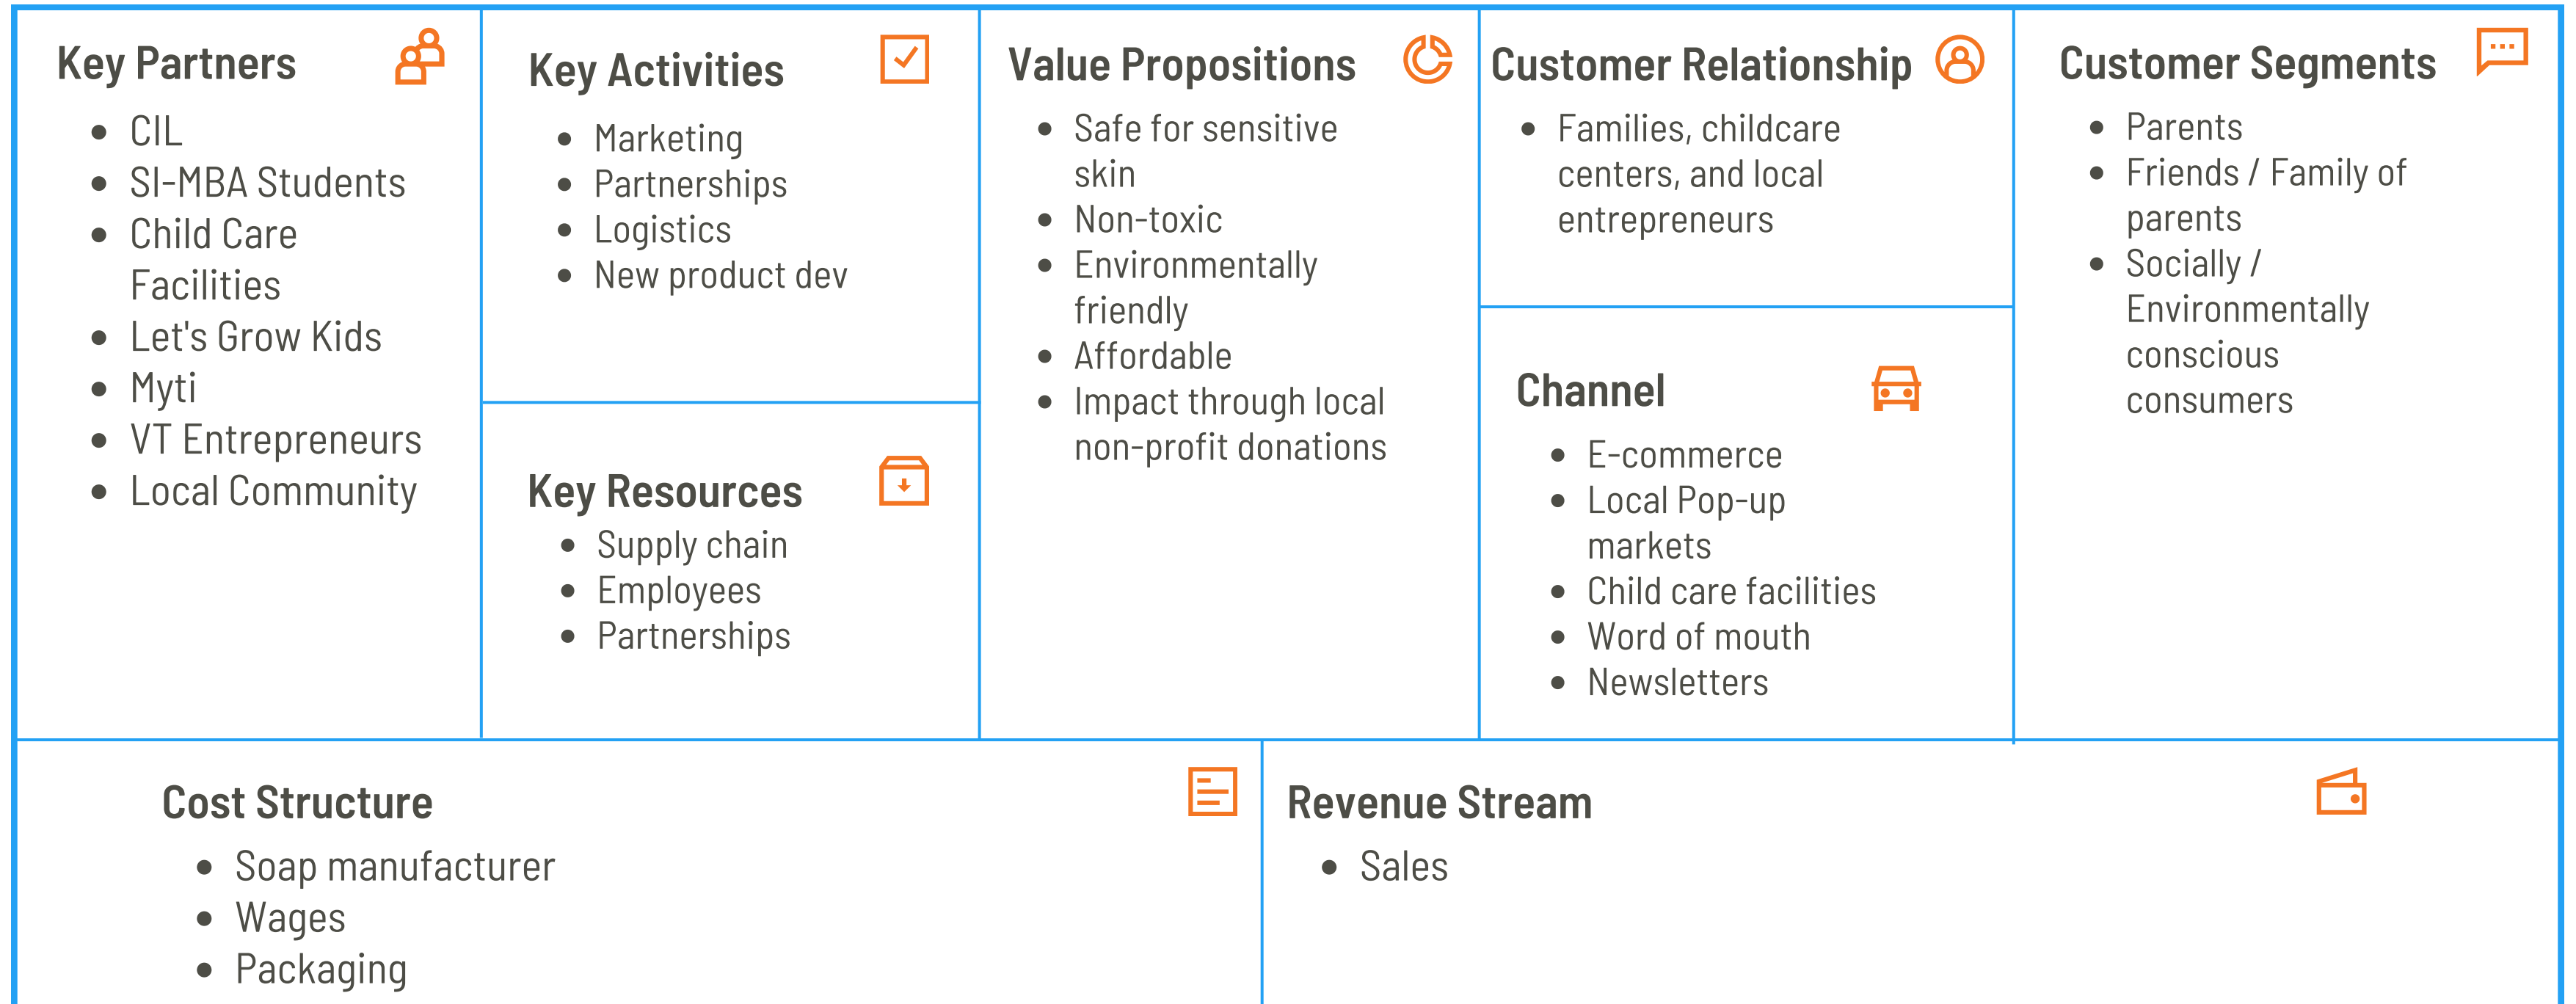 Key Partners
• CIL
• SI-MBA Students
• Child Care
Facilities
• Let's Grow Kids
• Myti
• VT Entrepreneurs
• Local Community
Key Activities
• Marketing
• Partnerships
• Logistics
• New product dev
Key Resources
• Supply chain
• Employees
• Partnerships
Value Propositions
• Safe for sensitive
skin
• Non-toxic
• Environmentally
friendly
• Affordable
• Impact through local
non-profit donations
Customer Relationship
• Families, childcare
centers, and local
entrepreneurs
Channel
• E-commerce
• Local Pop-up
markets
• Child care facilities
• Word of mouth
• Newsletters
Customer Segments
• Parents
• Friends / Family of
parents
• Socially /
Environmentally
conscious
consumers
Cost Structure
• Soap manufacturer
• Wages
• Packaging
Revenue Stream
• Sales